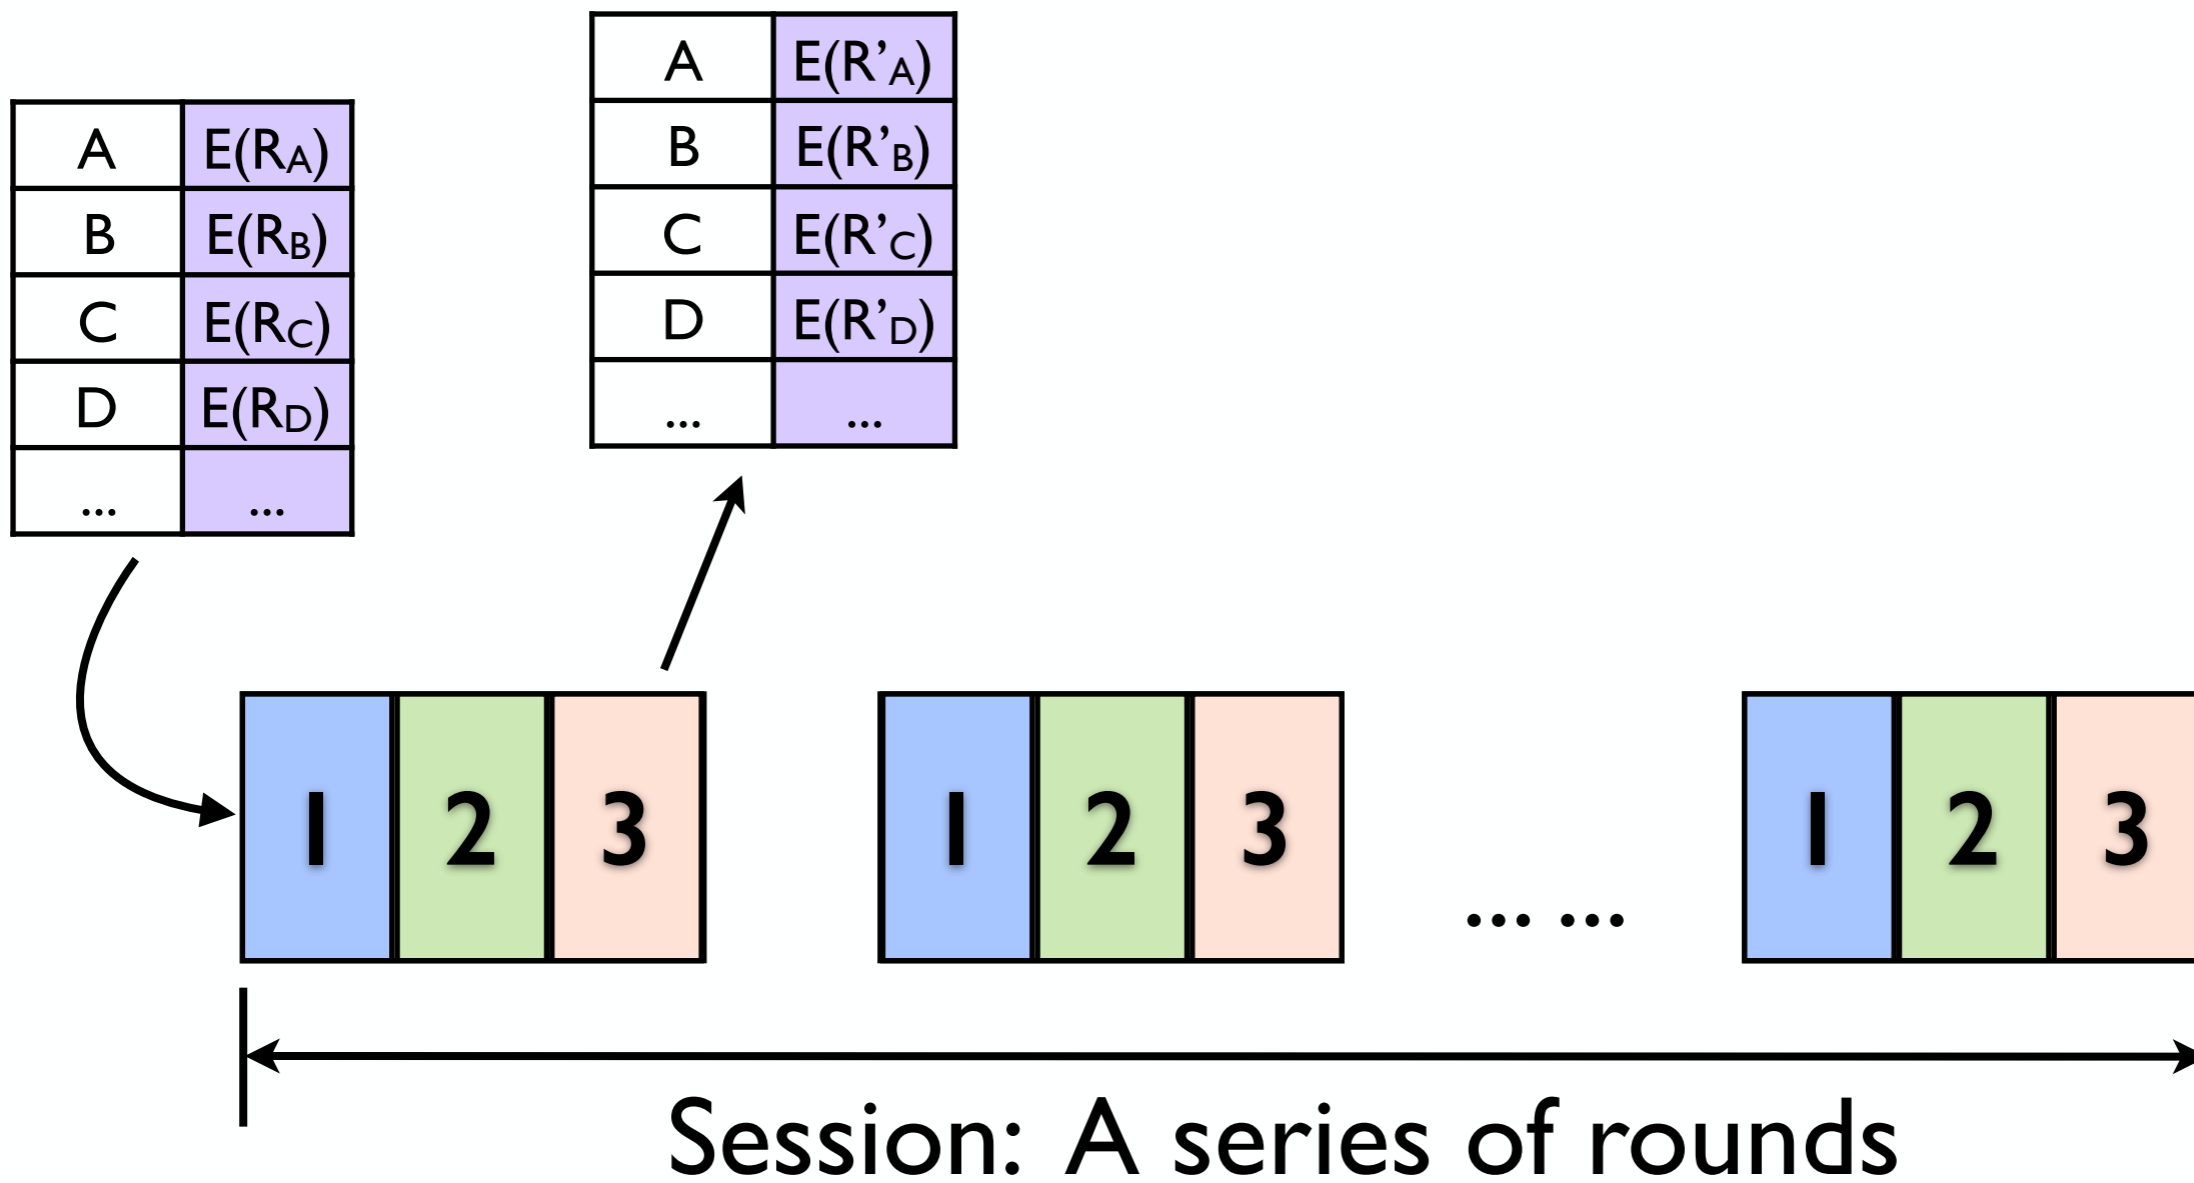 A E(RA)
B E(RB)
C E(RC)
D E(RD)
... ...
A E(R’A)
B E(R’B)
C E(R’C)
D E(R’D)
... ...
1 2 3
1 2 3
... ...
1 2 3
Session: A series of rounds